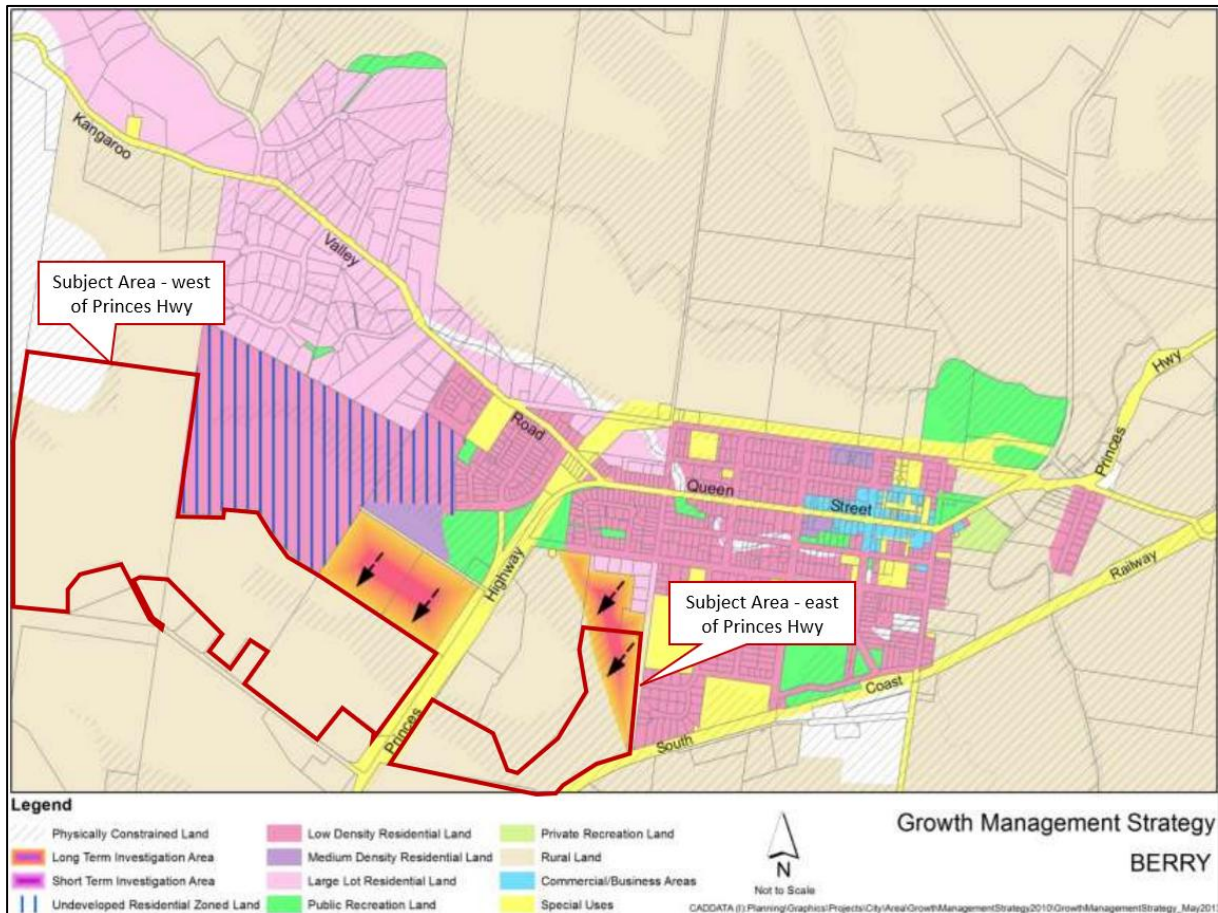 Kangaroo
Valley
Road
Subject Area - west
of Princes Hwy
Hwy
Princes
Queen
Street
Railway
Highway
Subject Area - east
of Princes Hwy
Coast
South
Princes
Legend
Physically Constrained Land
Long Term Investigation Area
Short Term Investigation Area
Undeveloped Residential Zoned Land
Low Density Residential Land
Medium Density Residential Land
Large Lot Residential Land
Public Recreation Land
Private Recreation Land
Rural Land
Commercial/Business Areas
Special Uses
N
Not to Scale
Growth Management Strategy
BERRY